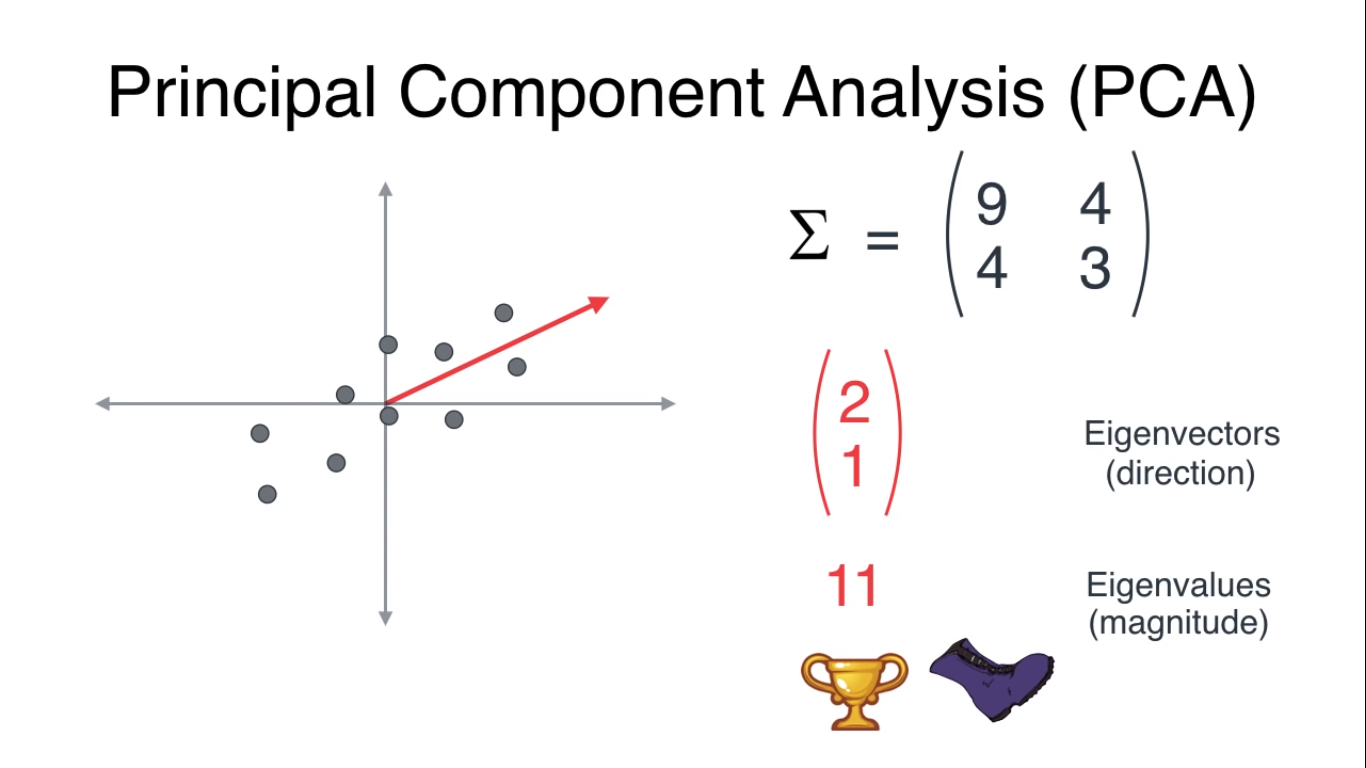 Principal Component Analysis (PCA)
Σ = (9 4
4 3)
(2
1)
Eigenvectors
(direction)
11
Eigenvalues
(magnitude)